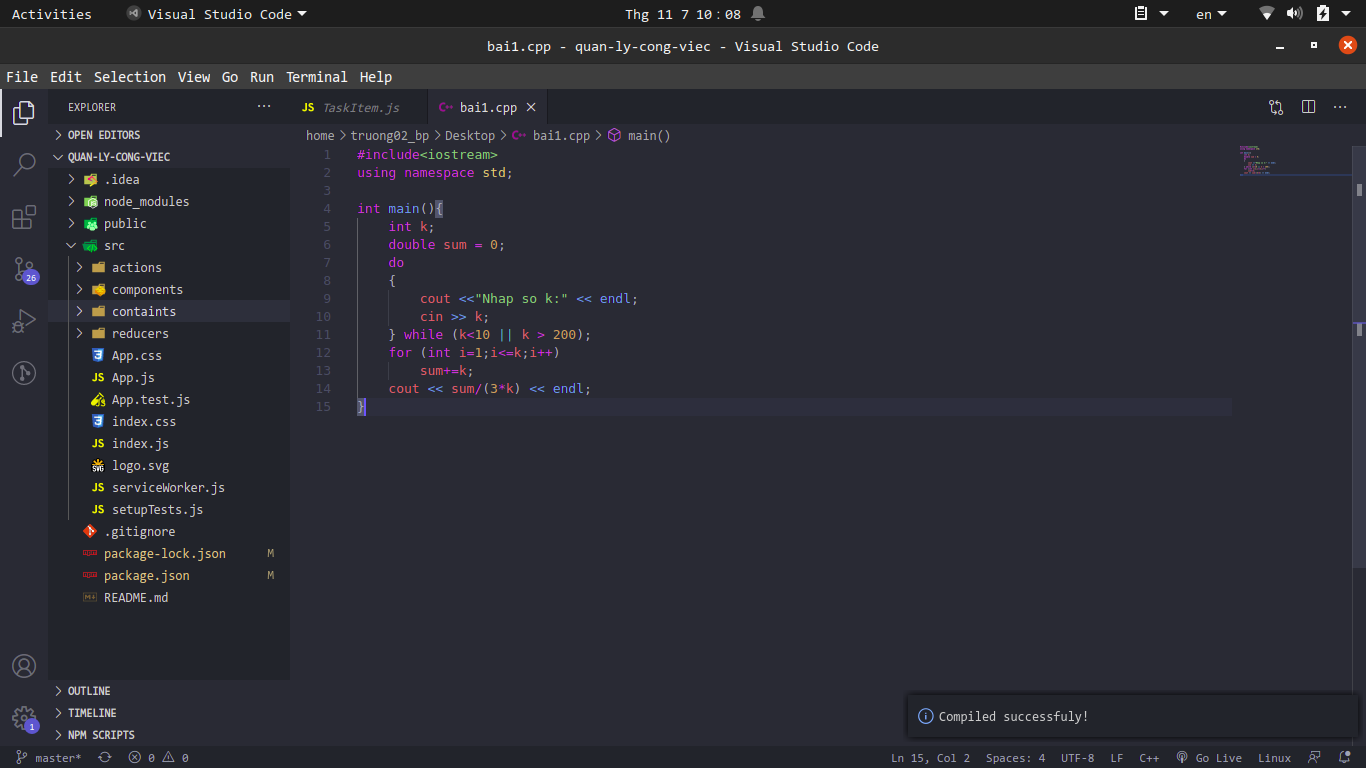 Activities Visual Studio Code Thg 11 7 10:08 en
bai1.cpp - quan-ly-cong-viec - Visual Studio Code
File Edit Selection View Go Run Terminal Help
EXPLORER ...
OPEN EDITORS
QUAN-LY-CONG-VIEC
.idea
node_modules
public
src
actions
components
containts
reducers
JS App.css
JS App.js
App.test.js
index.css
JS index.js
SVG logo.svg
JS serviceWorker.js
JS setupTests.js
.gitignore
package-lock.json M
package.json M
README.md
OUTLINE
TIMELINE
NPM SCRIPTS
26
1
JS TaskItem.js C++ bai1.cpp
home > truong02_bp > Desktop > C++ bai1.cpp > main()
1 #include<iostream>
2 using namespace std;
3
4 int main(){
5 int k;
6 double sum = 0;
7 do
8 {
9 cout <<"Nhap so k:" << endl;
10 cin >> k;
11 } while (k<10 || k > 200);
12 for (int i=1;i<=k;i++)
13 sum+=k;
14 cout << sum/(3*k) << endl;
15 }
Compiled successfuly!
master* 0 0 Ln 15, Col 2 Spaces: 4 UTF-8 LF C++ Go Live Linux